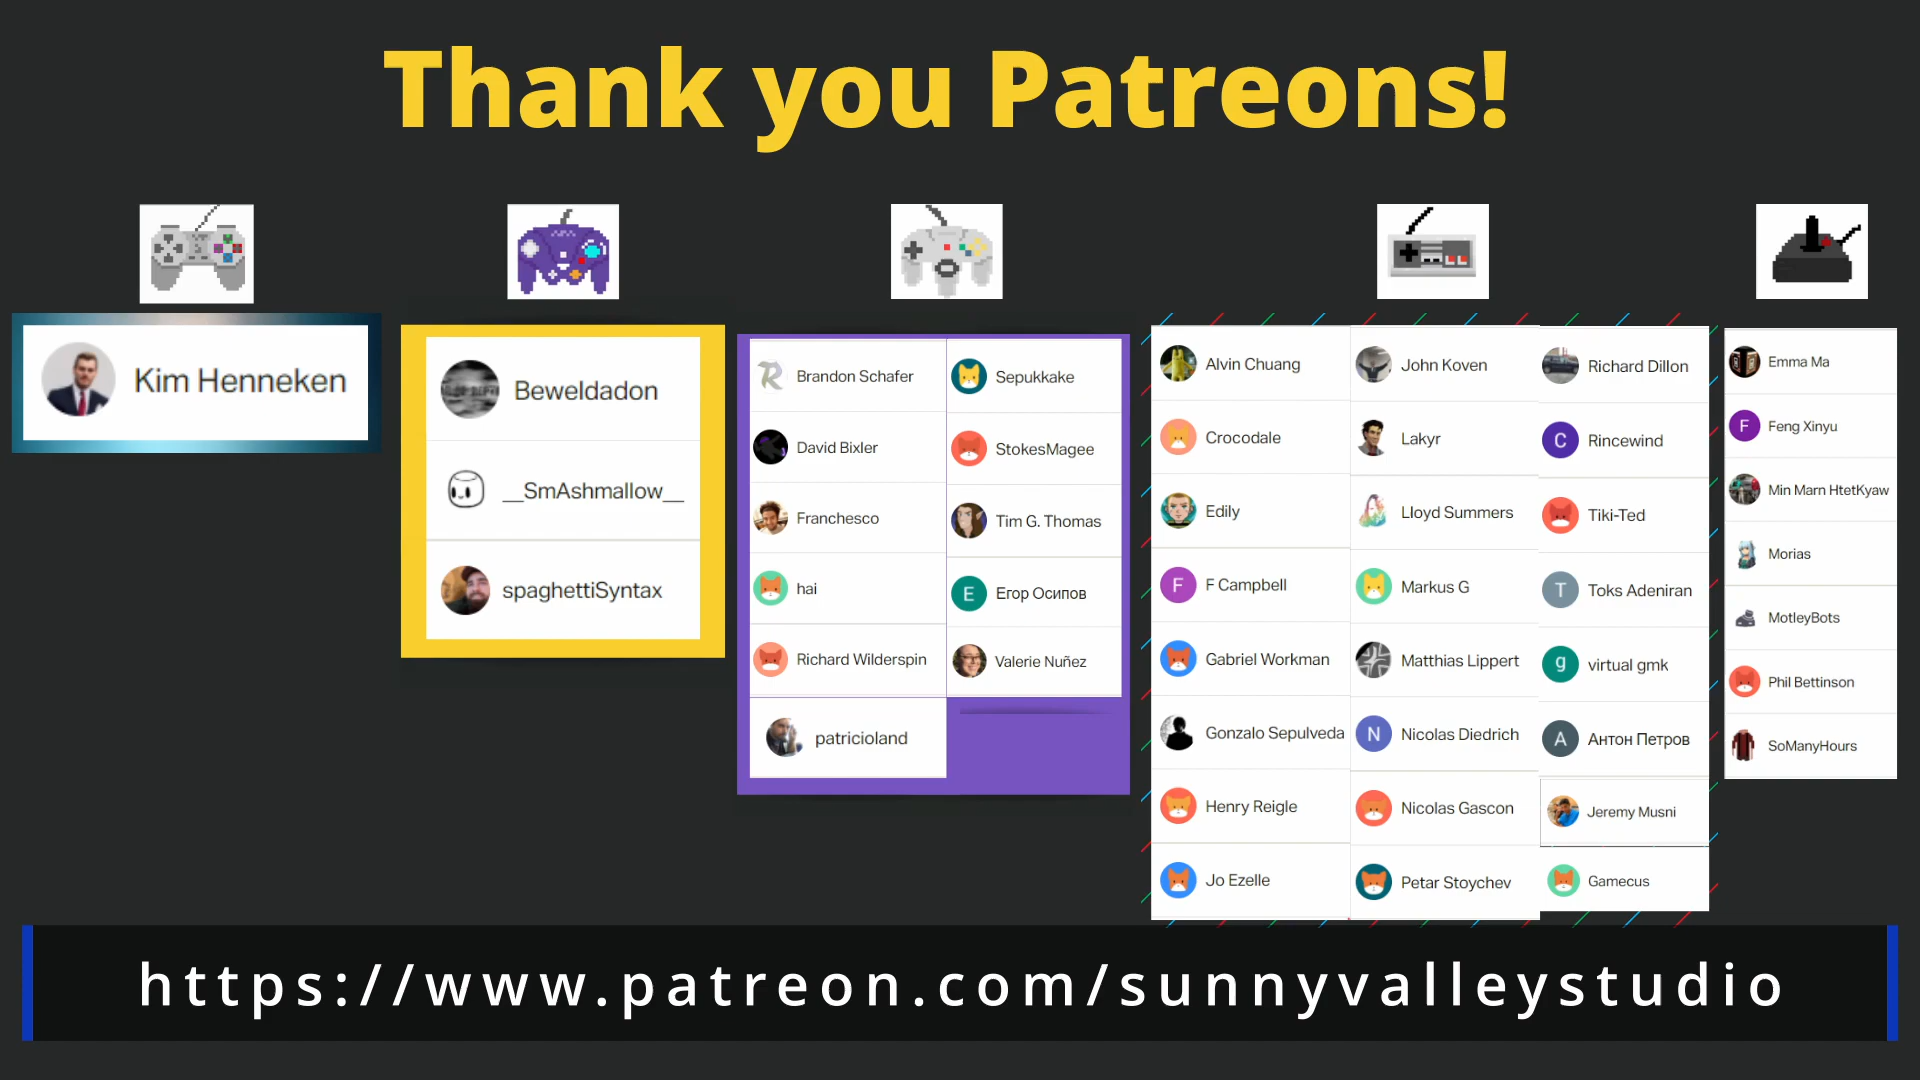 Thank you Patreons!
Kim Henneken
Beweldadon
__SmAshmallow__
spaghettiSyntax
Brandon Schafer
David Bixler
Franchesco
hai
Richard Wilderspin
patricioland
Sepukkake
StokesMagee
Tim G. Thomas
E
Егор Осипов
Valerie Nuñez
Alvin Chuang
Crocodale
Edily
F
F Campbell
Gabriel Workman
Gonzalo Sepulveda
Henry Reigle
Jo Ezelle
John Koven
Lakyr
Lloyd Summers
Markus G
Matthias Lippert
N
Nicolas Diedrich
Nicolas Gascon
Petar Stoychev
Richard Dillon
C
Rincewind
Tiki-Ted
T
Toks Adeniran
g
virtual gmk
A
Антон Петров
Jeremy Musni
Gamecus
Emma Ma
F
Feng Xinyu
Min Marn HtetKyaw
Morias
MotleyBots
Phil Bettinson
SoManyHours
https://www.patreon.com/sunnyvalleystudio